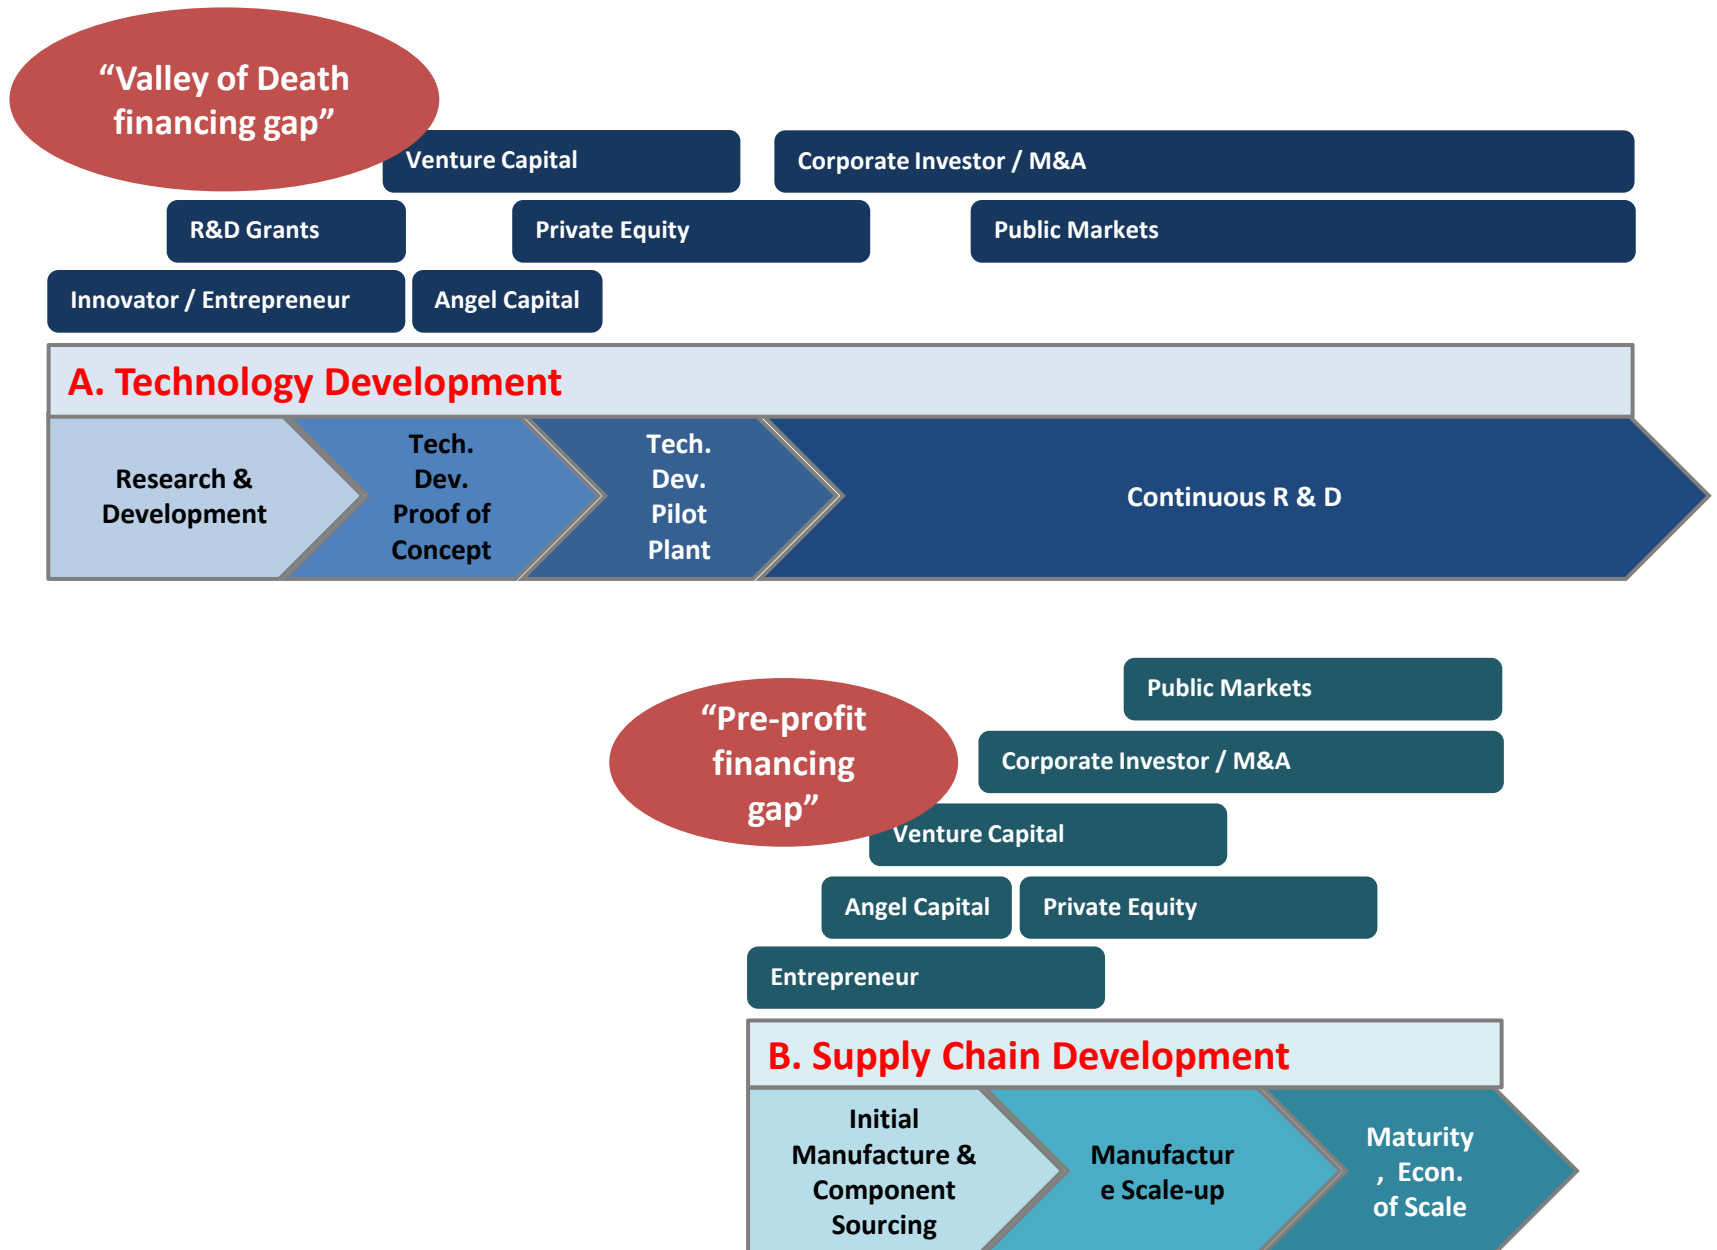 “Valley of Death
financing gap”
Venture Capital
Corporate Investor / M&A
R&D Grants
Private Equity
Public Markets
Innovator / Entrepreneur
Angel Capital
A. Technology Development
Research &
Development
Tech.
Dev.
Proof of
Concept
Tech.
Dev.
Pilot
Plant
Continuous R & D
Public Markets
“Pre-profit
financing
gap”
Corporate Investor / M&A
Venture Capital
Angel Capital
Private Equity
Entrepreneur
B. Supply Chain Development
Initial
Manufacture &
Component
Sourcing
Manufactur
e Scale-up
Maturity
, Econ.
of Scale